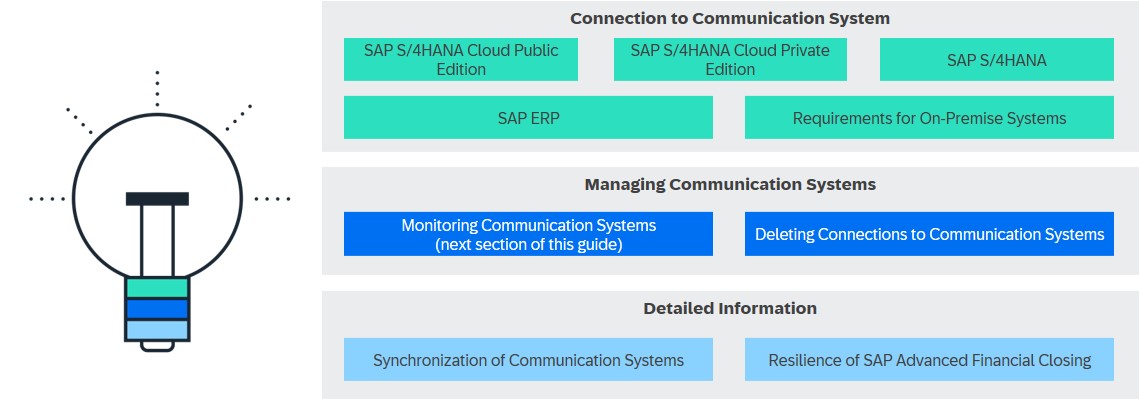 Connection to Communication System
SAP S/4HANA Cloud Public
Edition
SAP S/4HANA Cloud Private
Edition
SAP S/4HANA
SAP ERP
Requirements for On-Premise Systems
Managing Communication Systems
Monitoring Communication Systems
(next section of this guide)
Deleting Connections to Communication Systems
Detailed Information
Synchronization of Communication Systems
Resilience of SAP Advanced Financial Closing